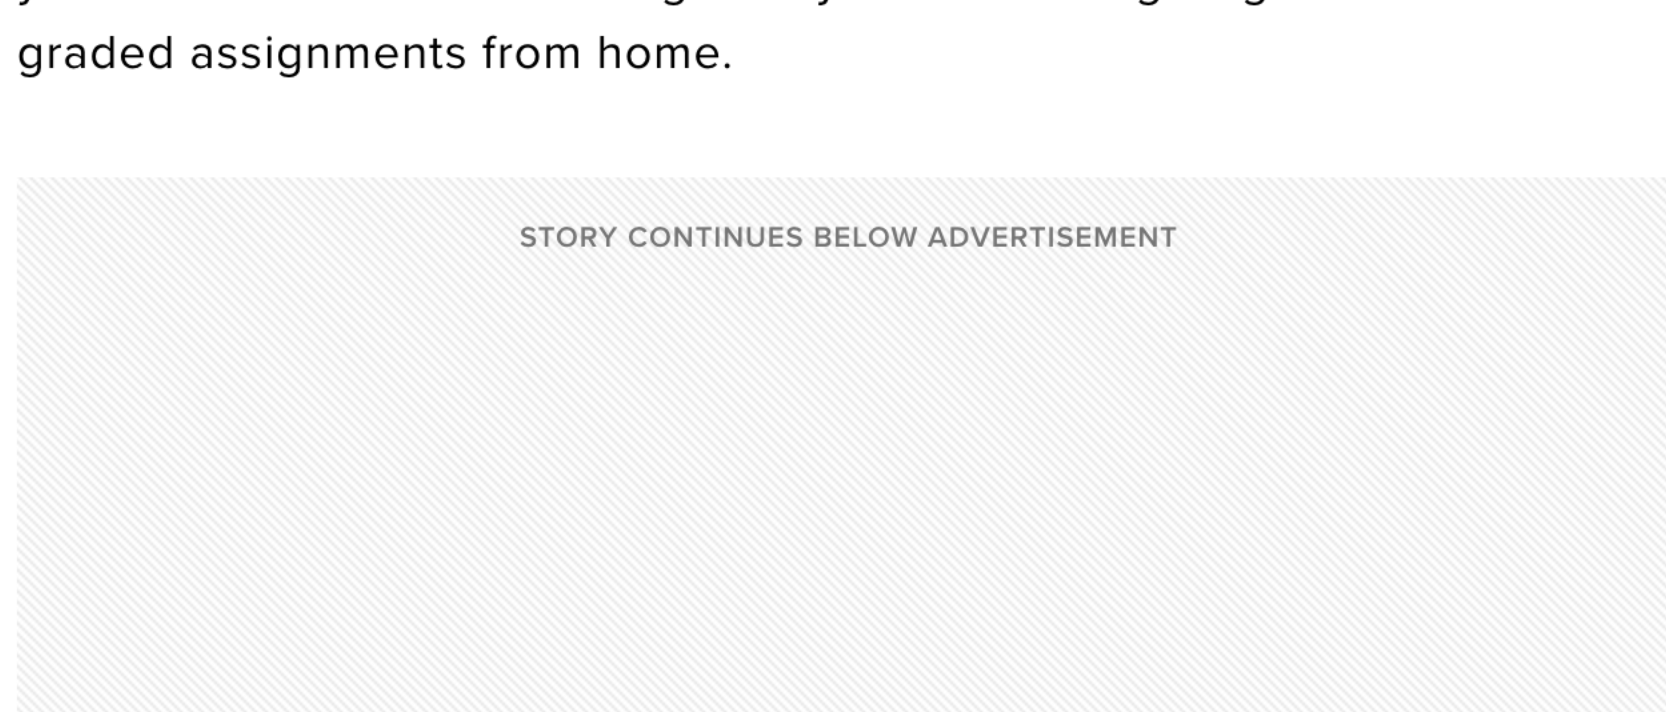 graded assignments from home.
STORY CONTINUES BELOW ADVERTISEMENT